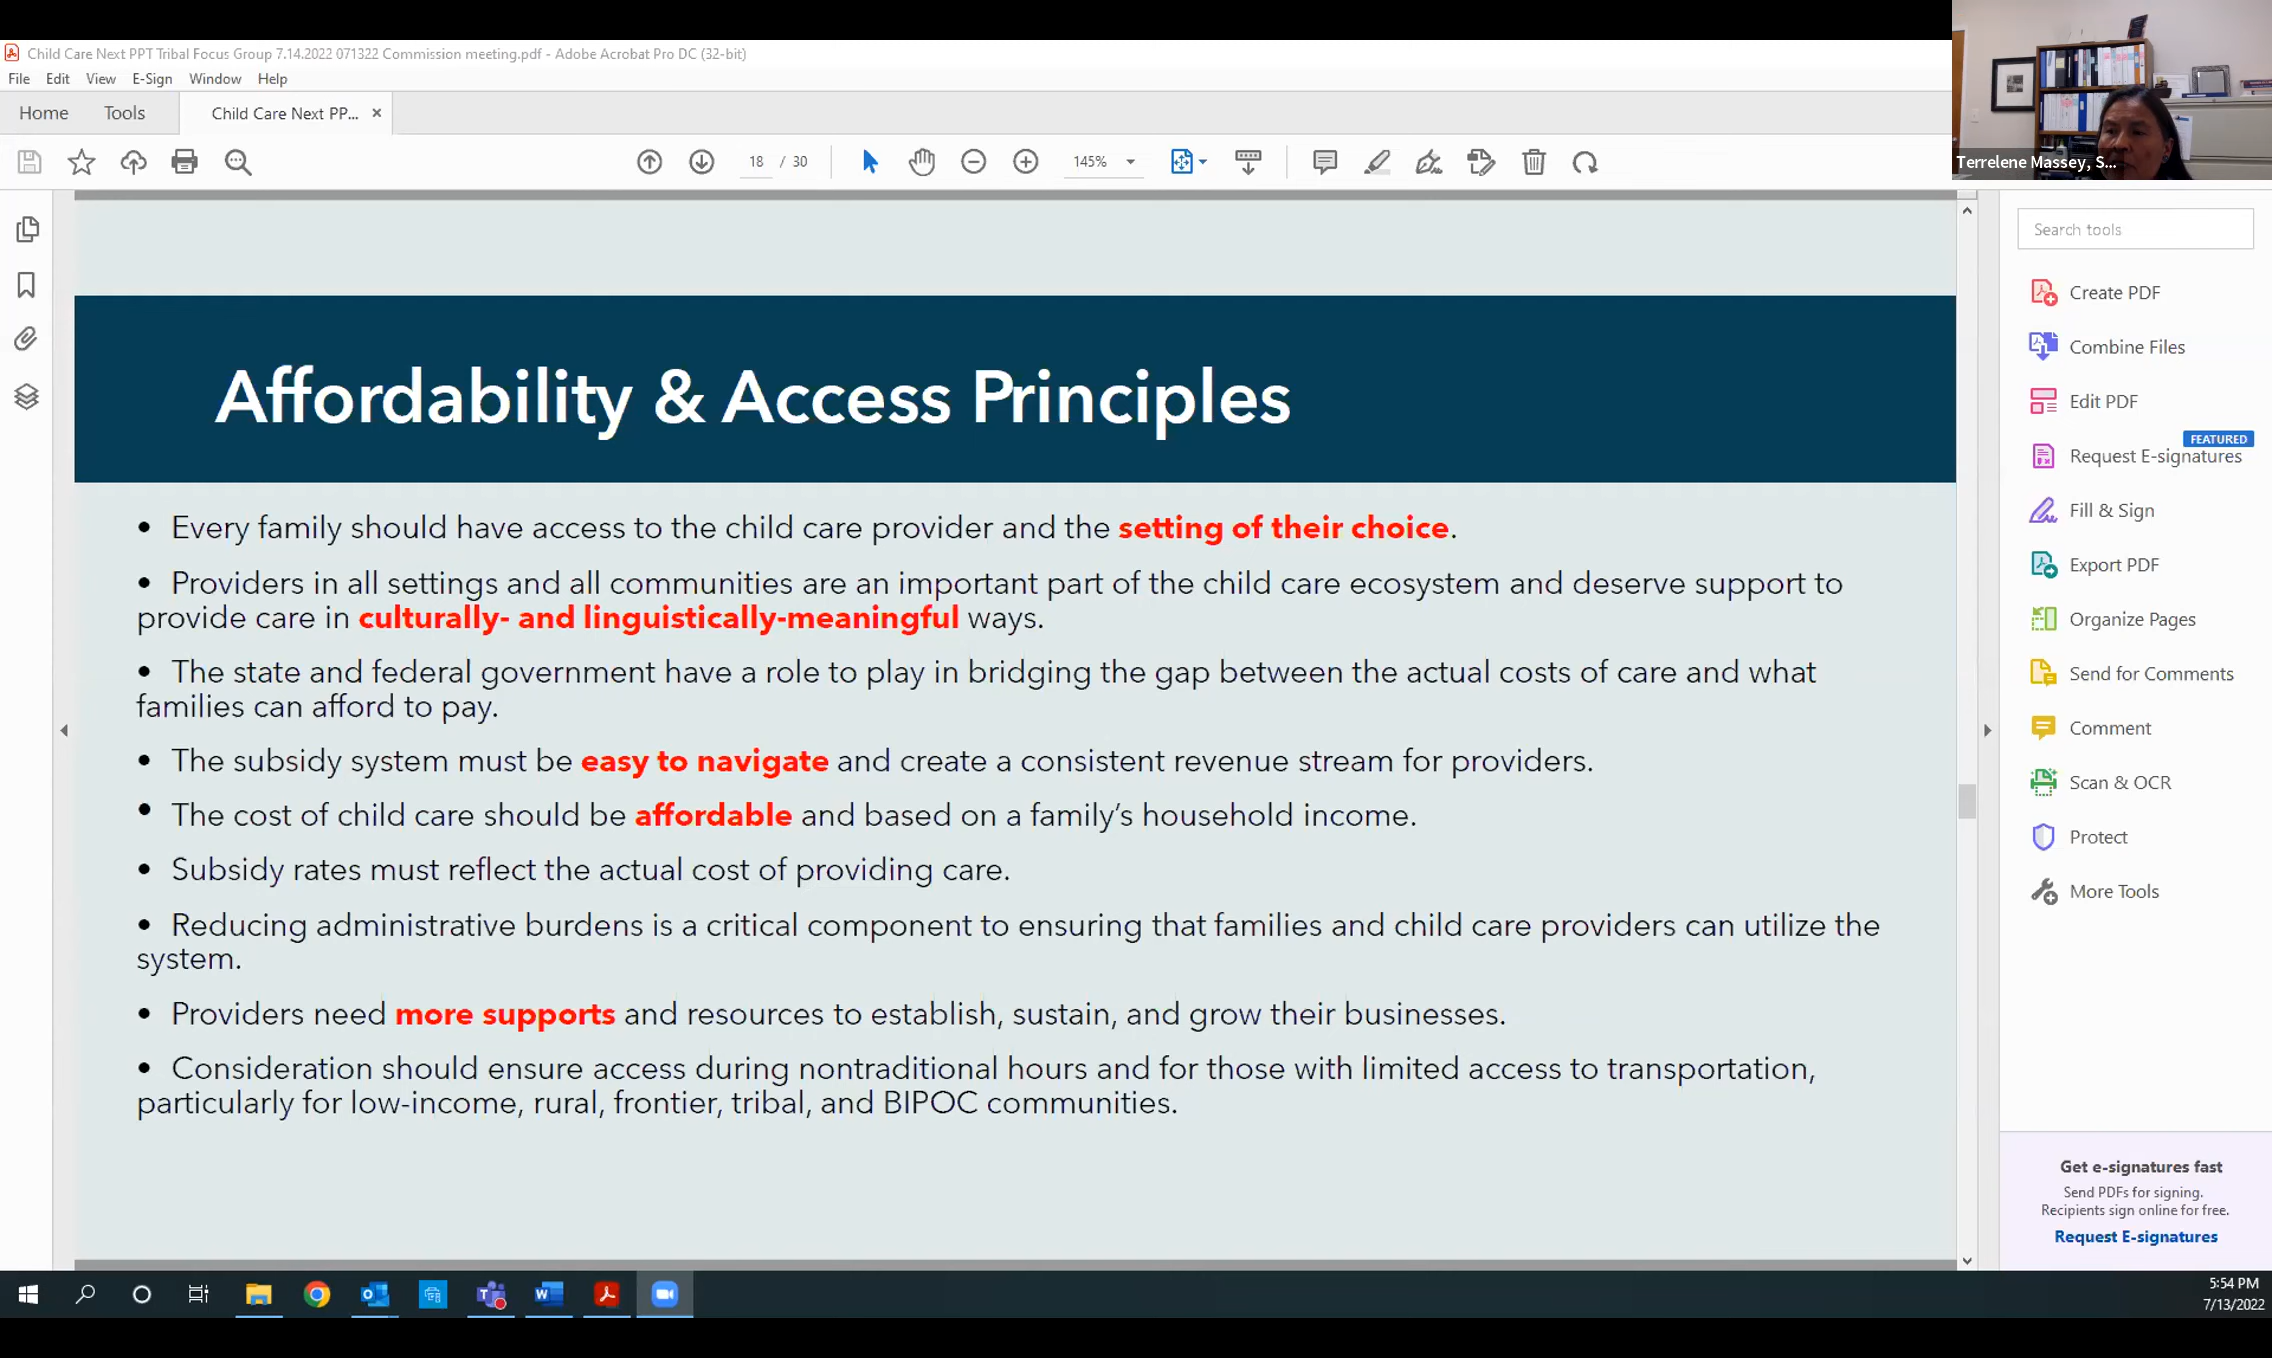 Child Care Next PPT Tribal Focus Group 7.14.2022 071322 Commission meeting.pdf - Adobe Acrobat Pro DC (32-bit)
File Edit View E-Sign Window Help
Home Tools Child Care Next PP... ×
18 / 30 145%
Terrelene Massey, S...
Search tools
Create PDF
Combine Files
Edit PDF
FEATURED
Request E-signatures
Fill & Sign
Export PDF
Organize Pages
Send for Comments
Comment
Scan & OCR
Protect
More Tools
Get e-signatures fast
Send PDFs for signing.
Recipients sign online for free.
Request E-signatures
Affordability & Access Principles
• Every family should have access to the child care provider and the setting of their choice.
• Providers in all settings and all communities are an important part of the child care ecosystem and deserve support to
provide care in culturally- and linguistically-meaningful ways.
• The state and federal government have a role to play in bridging the gap between the actual costs of care and what
families can afford to pay.
• The subsidy system must be easy to navigate and create a consistent revenue stream for providers.
• The cost of child care should be affordable and based on a family's household income.
• Subsidy rates must reflect the actual cost of providing care.
• Reducing administrative burdens is a critical component to ensuring that families and child care providers can utilize the
system.
• Providers need more supports and resources to establish, sustain, and grow their businesses.
• Consideration should ensure access during nontraditional hours and for those with limited access to transportation,
particularly for low-income, rural, frontier, tribal, and BIPOC communities.
5:54 PM
7/13/2022